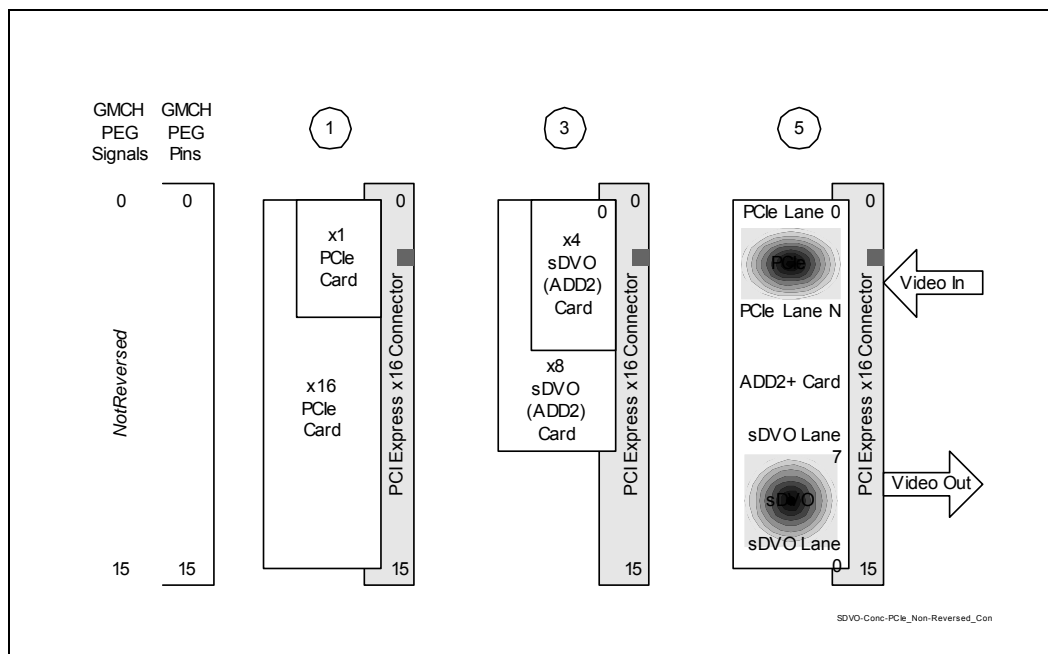 GMCH
PEG
Signals
GMCH
PEG
Pins
1
3
5
0
0
NotReversed
15
15
x1
PCIe
Card
x16
PCIe
Card
0
PCI Express x16 Connector
15
0
x4
sDVO
(ADD2)
Card
x8
sDVO
(ADD2)
Card
0
PCI Express x16 Connector
15
PCIe Lane 0
PCIe
PCIe Lane N
ADD2+ Card
sDVO Lane
7
sDVO
sDVO Lane
0
0
PCI Express x16 Connector
15
Video In
Video Out
SDVO-Conc-PCIe_Non-Reversed_Con